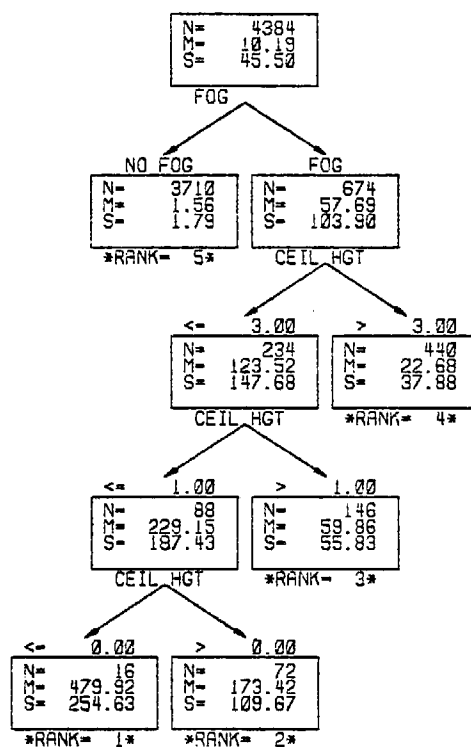 N= 4384
M= 10.19
S= 45.50
FOG
NO FOG
N= 3710
M= 1.56
S= 1.79
*RANK= 5*
FOG
N= 674
M= 57.69
S= 103.90
CEIL HGT
<= 3.00
N= 234
M= 123.52
S= 147.68
CEIL HGT
> 3.00
N= 440
M= 22.68
S= 37.88
*RANK= 4*
<= 1.00
N= 88
M= 229.15
S= 187.43
CEIL HGT
> 1.00
N= 146
M= 59.86
S= 55.83
*RANK= 3*
<= 0.00
N= 16
M= 479.92
S= 254.63
*RANK= 1*
> 0.00
N= 72
M= 173.42
S= 109.67
*RANK= 2*